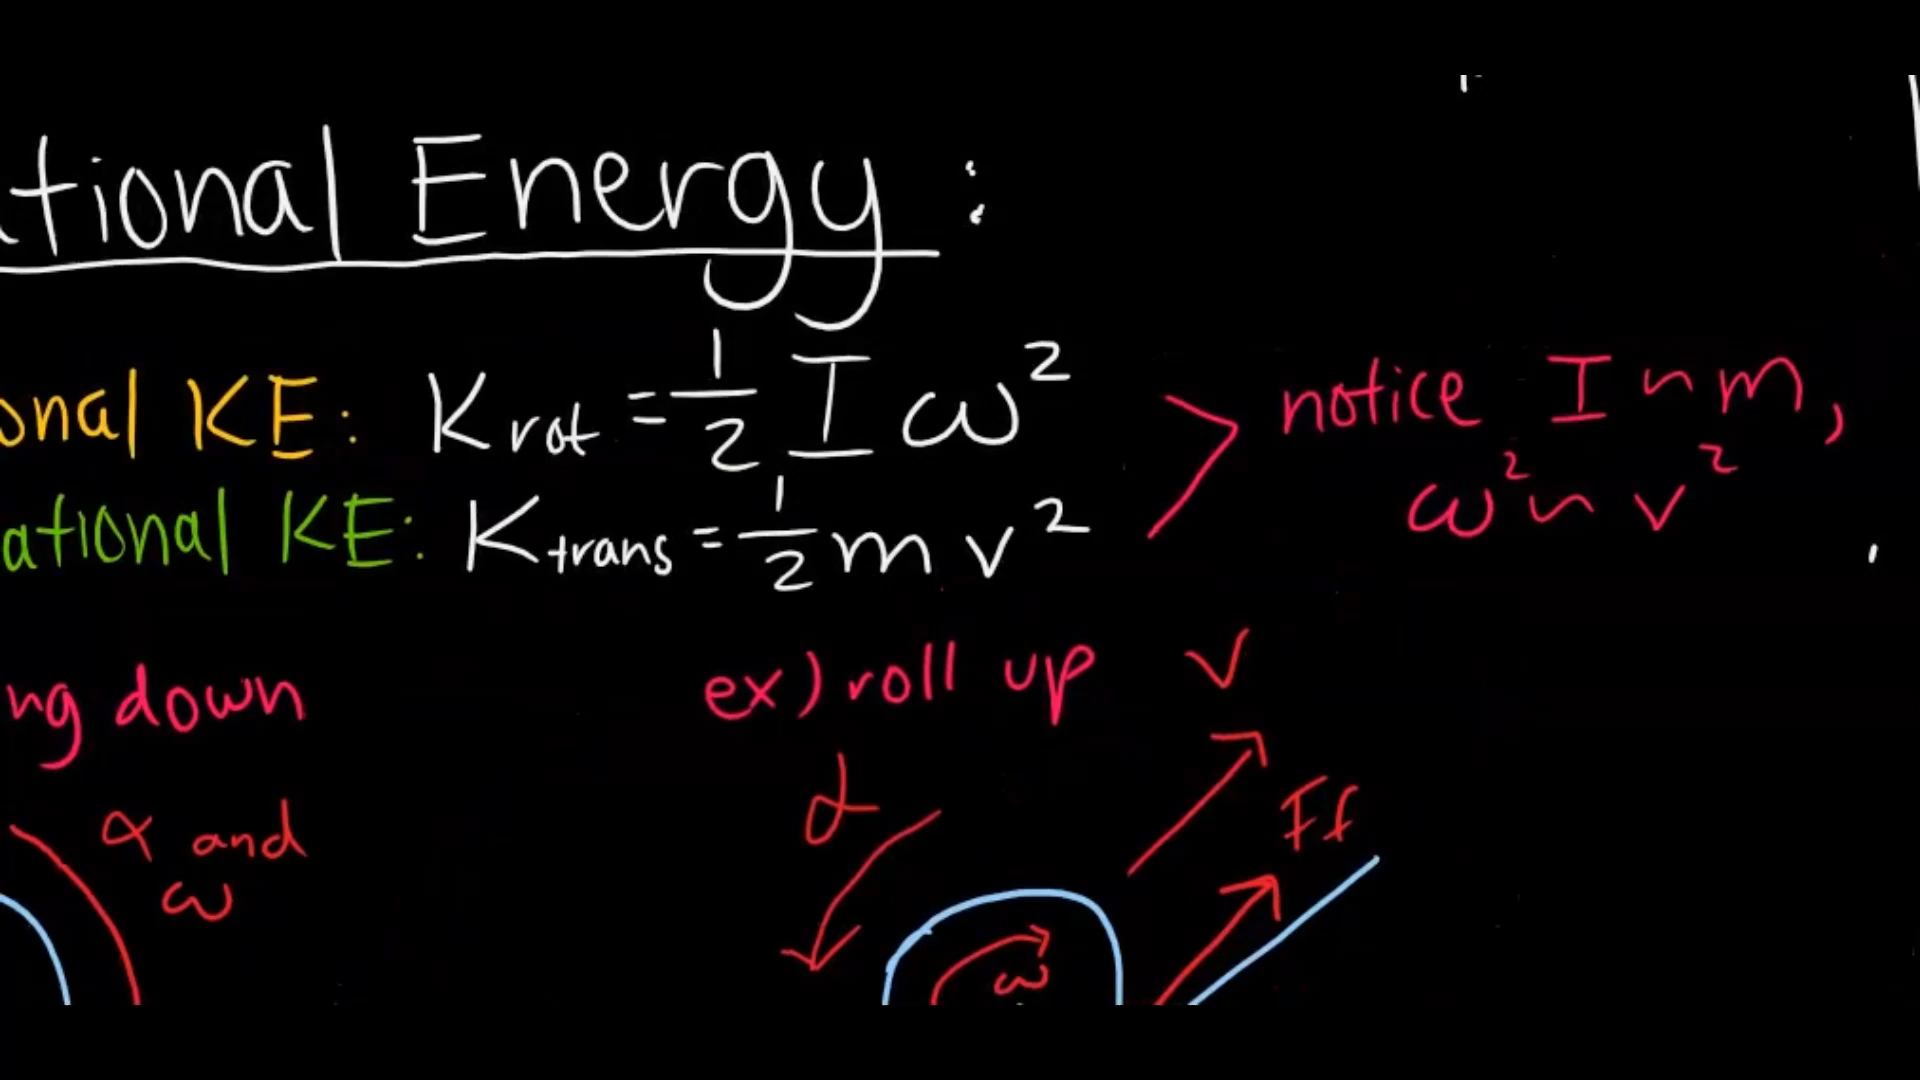 ational Energy:
onal KE: Krot = 1/2 I ω² > notice I ~ m,
ω² ~ v²
ational KE: Ktrans = 1/2 m v²
ng down
ex) roll up v
α
Ff
α and
ω
ω